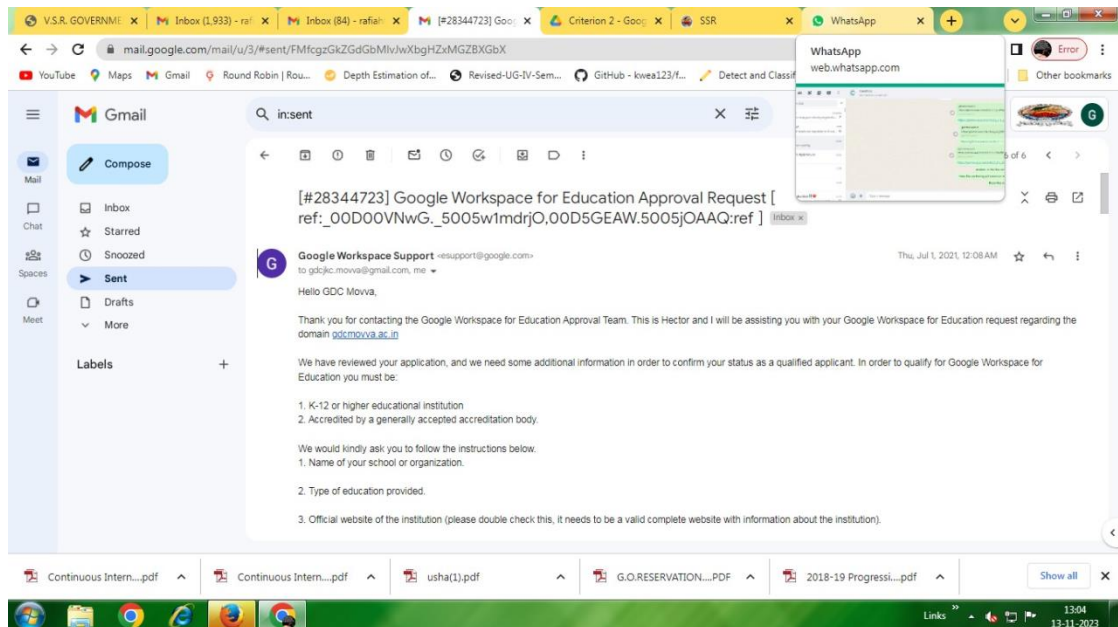 V.S.R. GOVERNME
Inbox (1,933) - raf
Inbox (84) - rafiah
[#28344723] Goog
Criterion 2 - Goog
SSR
WhatsApp
mail.google.com/mail/u/3/#sent/FMfcgzGkZGdGbMlvJwXbgHZxMGZBXGbX
Error
WhatsApp
web.whatsapp.com
YouTube
Maps
Gmail
Round Robin | Rou...
Depth Estimation of...
Revised-UG-IV-Sem...
GitHub - kwea123/f...
Detect and Classif
Other bookmarks
Gmail
in:sent
G
Mail
Compose
of 6
Chat
Inbox
Starred
Spaces
Snoozed
Sent
Meet
Drafts
More
Labels
[#28344723] Google Workspace for Education Approval Request [
ref:_00D00VNwG._5005w1mdrjO,00D5GEAW.5005jOAAQ:ref ] Inbox x
G
Google Workspace Support <esupport@google.com>
Thu, Jul 1, 2021, 12:08 AM
to gdcjkc.movva@gmail.com, me
Hello GDC Movva,
Thank you for contacting the Google Workspace for Education Approval Team. This is Hector and I will be assisting you with your Google Workspace for Education request regarding the
domain gdcmovva.ac.in
We have reviewed your application, and we need some additional information in order to confirm your status as a qualified applicant. In order to qualify for Google Workspace for
Education you must be:
1. K-12 or higher educational institution
2. Accredited by a generally accepted accreditation body.
We would kindly ask you to follow the instructions below.
1. Name of your school or organization.
2. Type of education provided.
3. Official website of the institution (please double check this, it needs to be a valid complete website with information about the institution).
Continuous Intern....pdf
Continuous Intern....pdf
usha(1).pdf
G.O.RESERVATION....PDF
2018-19 Progressi....pdf
Show all
Links
13:04
13-11-2023